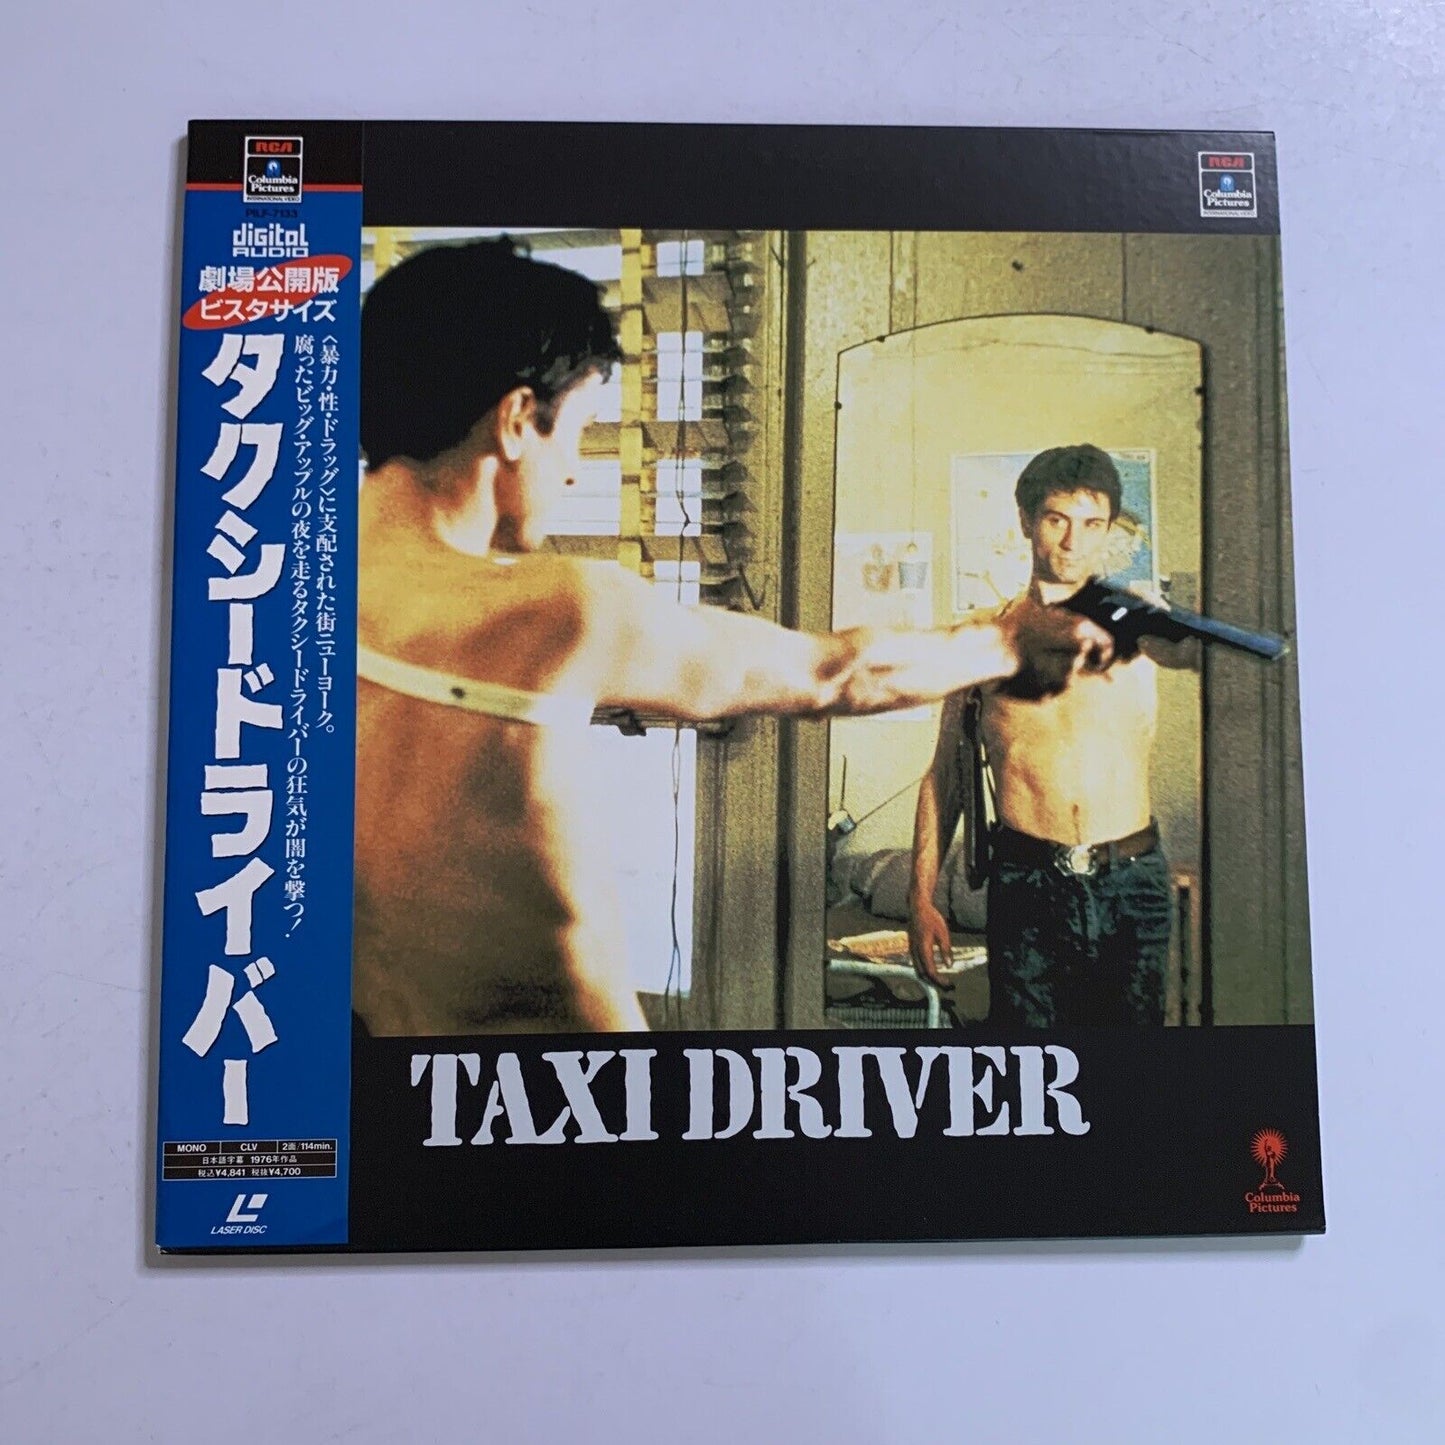 RCA
Columbia
Pictures
INTERNATIONAL VIDEO
PILF-7133
digital
AUDIO
劇場公開版
ビスタサイズ
〈暴力・性・ドラッグ〉に支配された街ニューヨーク。
腐ったビッグ・アップルの夜を走るタクシードライバーの狂気が闇を撃つ!
タクシードライバー
MONO CLV 2面/114min.
日本語字幕 1976年作品
税込¥4,841 税抜¥4,700
LASER DISC
RCA
Columbia
Pictures
INTERNATIONAL VIDEO
TAXI DRIVER
Columbia
Pictures